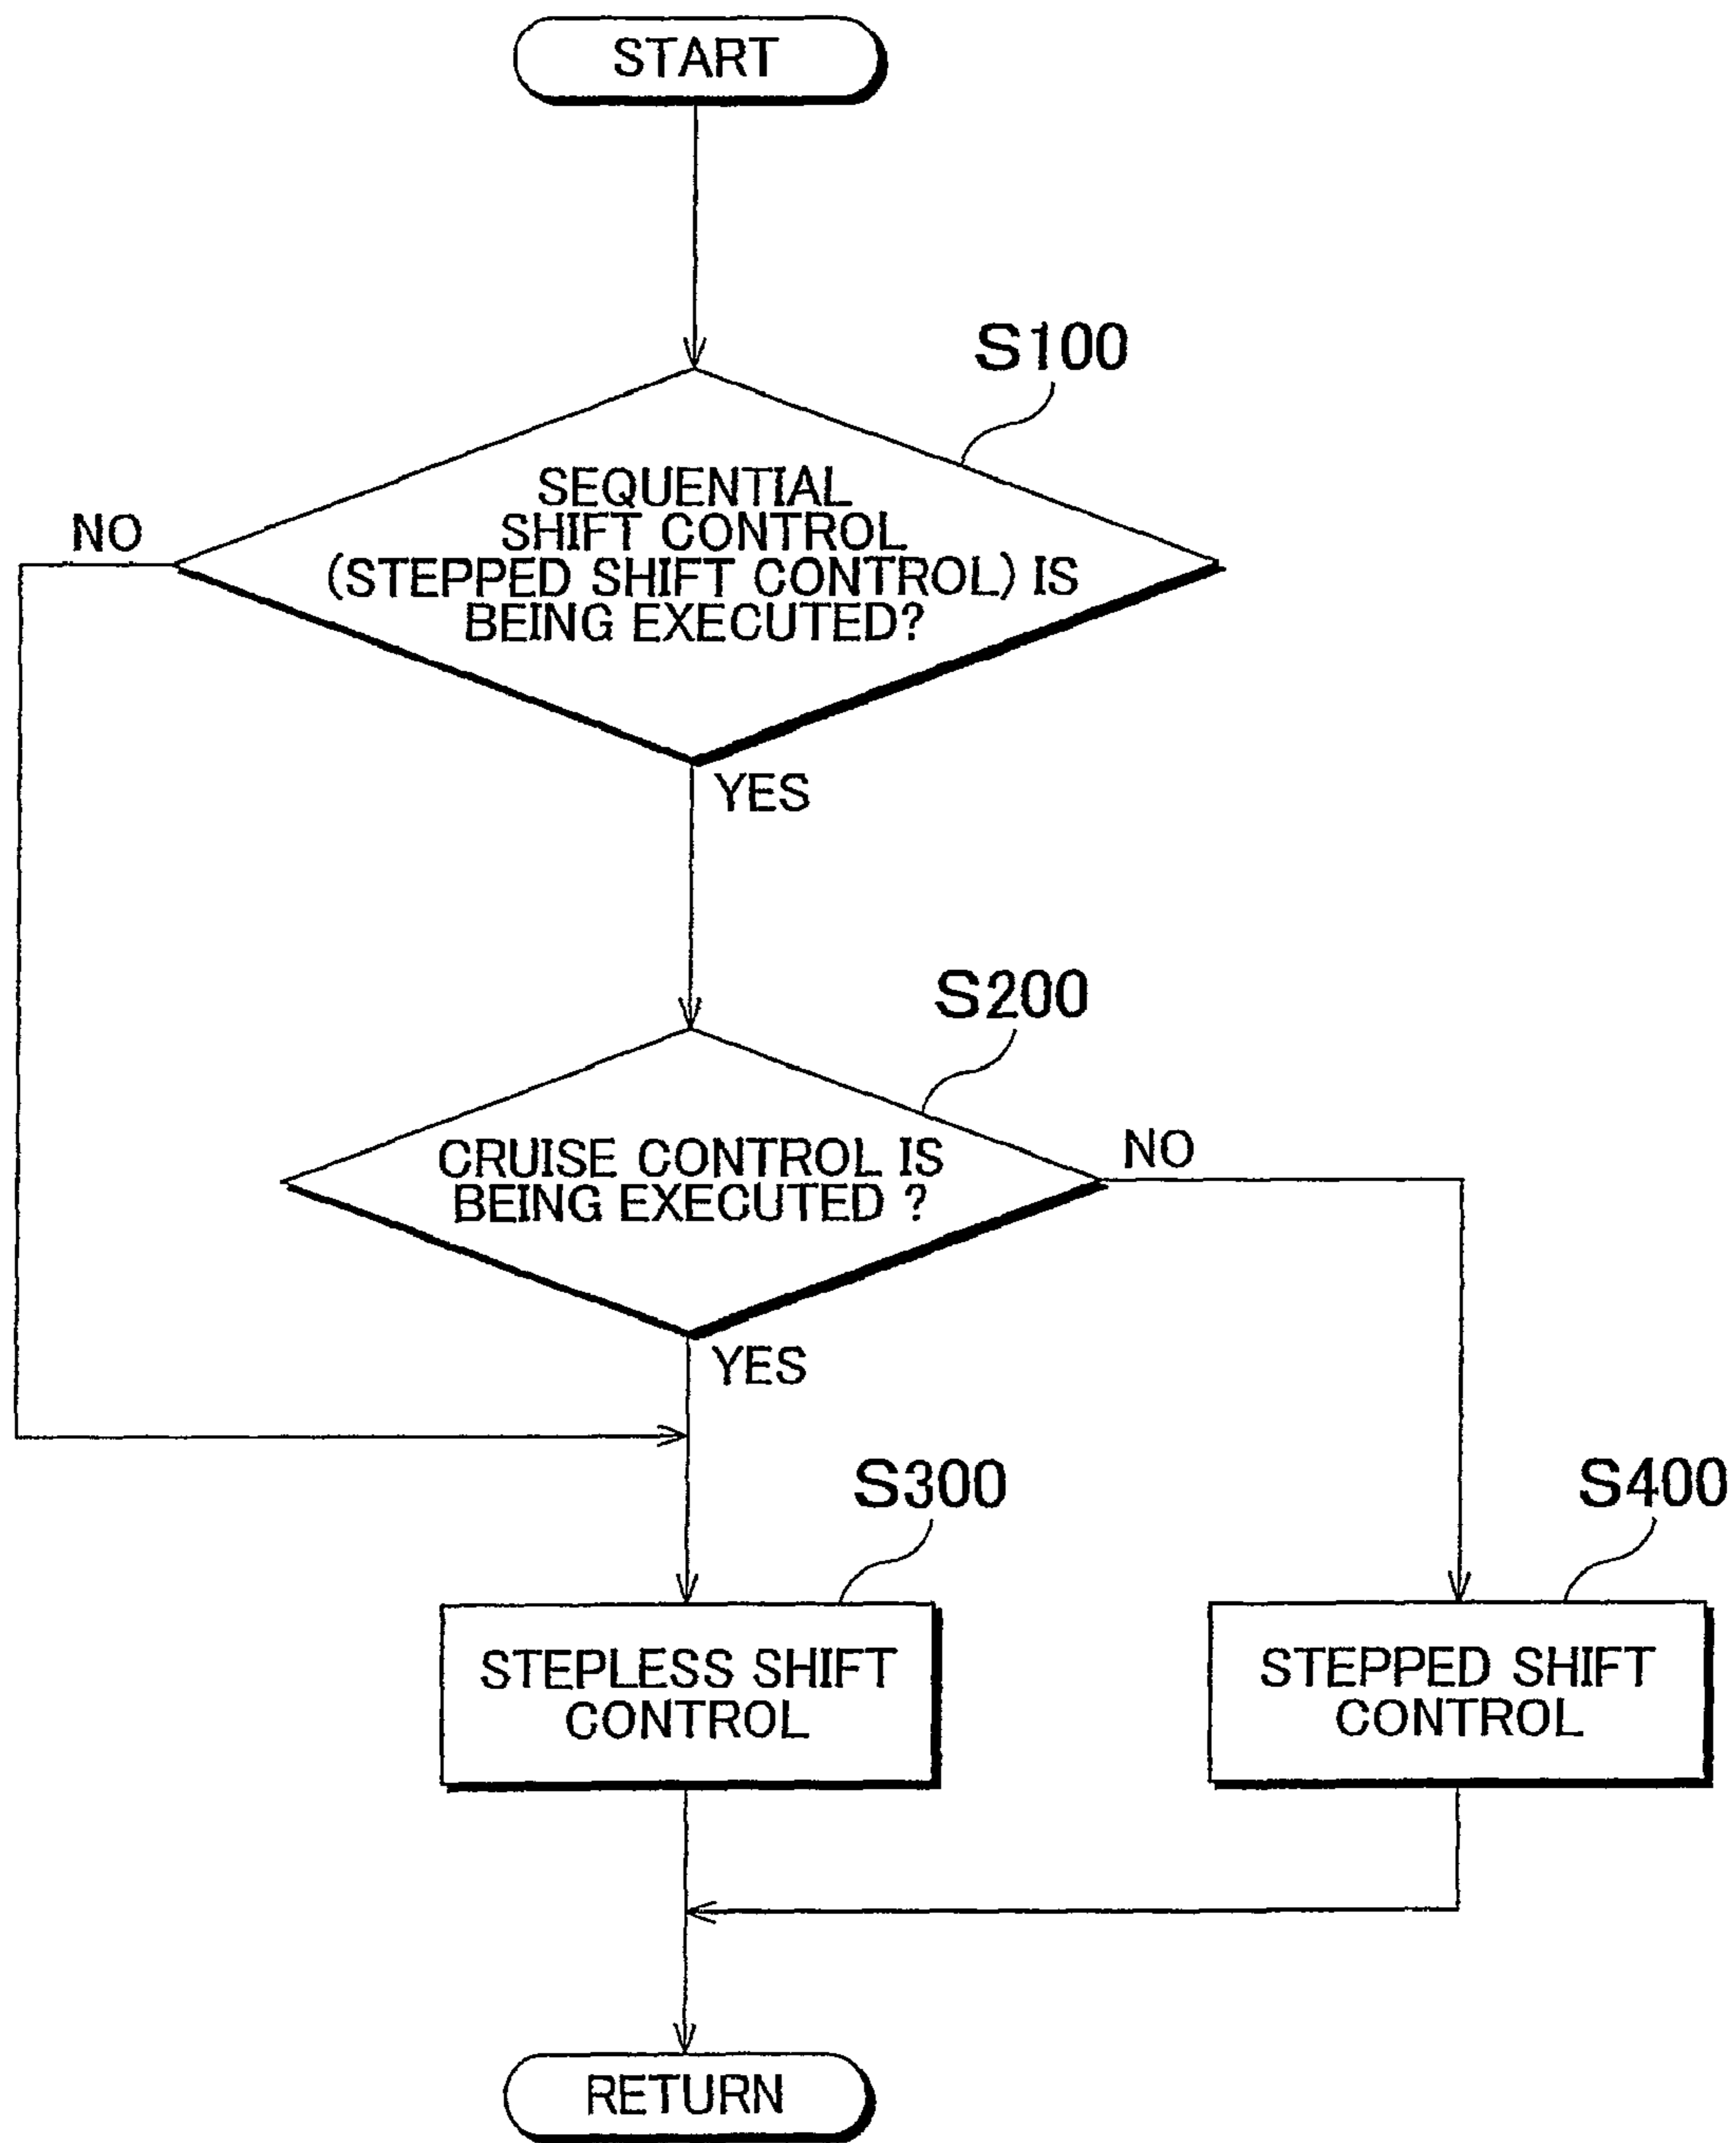 START
S100
SEQUENTIAL
SHIFT CONTROL
(STEPPED SHIFT CONTROL) IS
BEING EXECUTED?
NO
YES
S200
CRUISE CONTROL IS
BEING EXECUTED ?
NO
YES
S300
S400
STEPLESS SHIFT
CONTROL
STEPPED SHIFT
CONTROL
RETURN